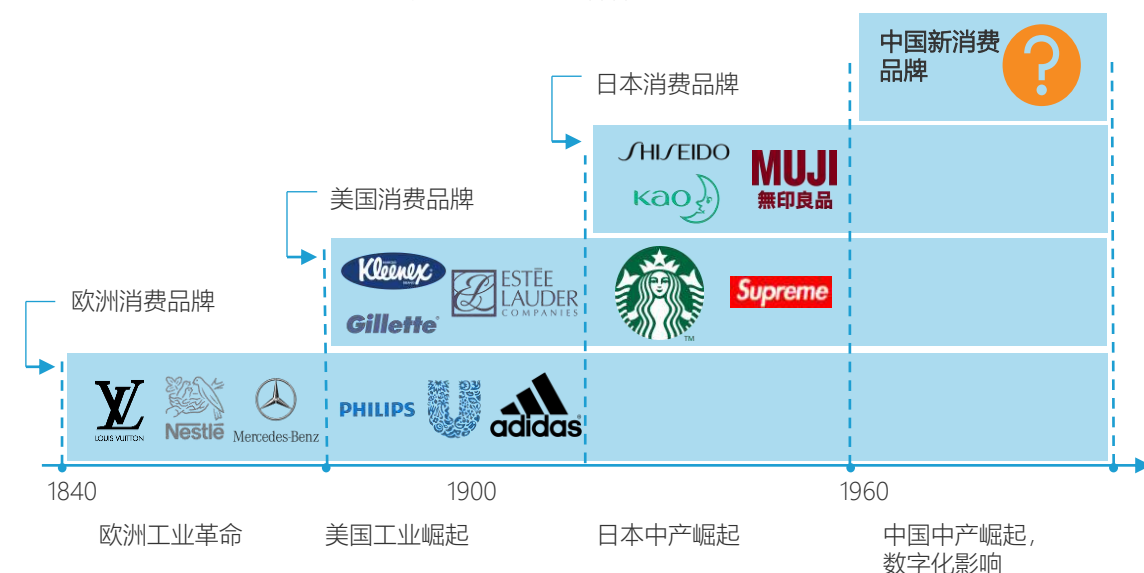 中国新消费
品牌
?
日本消费品牌
SHISEIDO
Kao
MUJI
無印良品
美国消费品牌
Kleenex
BRAND
ESTĒE
LAUDER
COMPANIES
Gillette®
TM
Supreme
欧洲消费品牌
LV
LOUIS VUITTON
Nestlé
Mercedes-Benz
PHILIPS
U
adidas®
1840
1900
1960
欧洲工业革命
美国工业崛起
日本中产崛起
中国中产崛起，
数字化影响